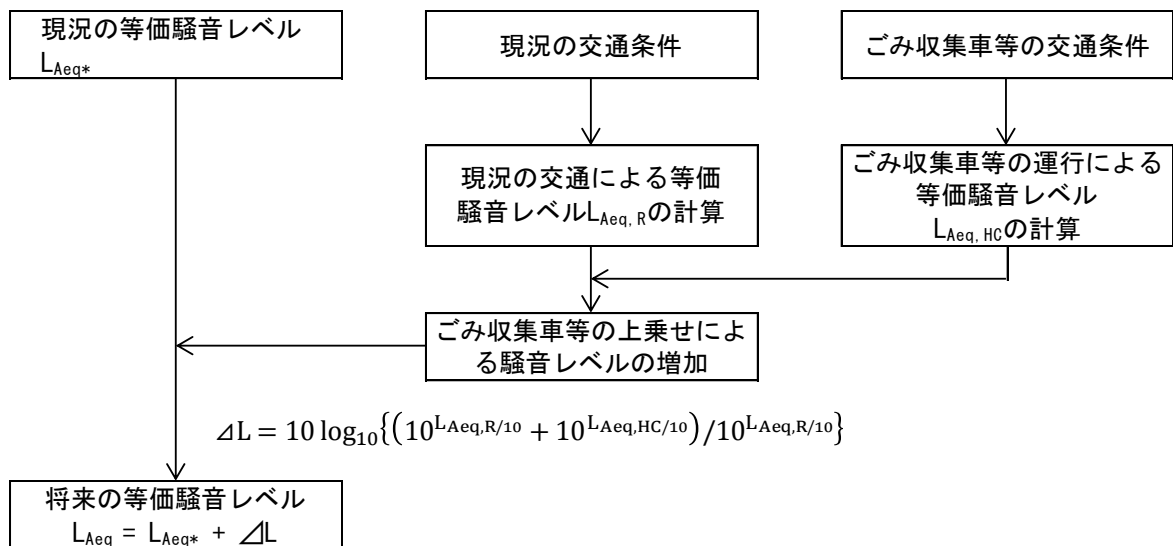 現況の等価騒音レベル
LAeq*
現況の交通条件
ごみ収集車等の交通条件
現況の交通による等価
騒音レベルLAeq, Rの計算
ごみ収集車等の運行による
等価騒音レベル
LAeq, HCの計算
ごみ収集車等の上乗せによ
る騒音レベルの増加
⊿L = 10 log10{(10^LAeq,R/10 + 10^LAeq,HC/10)/10^LAeq,R/10}
将来の等価騒音レベル
LAeq = LAeq* + ⊿L